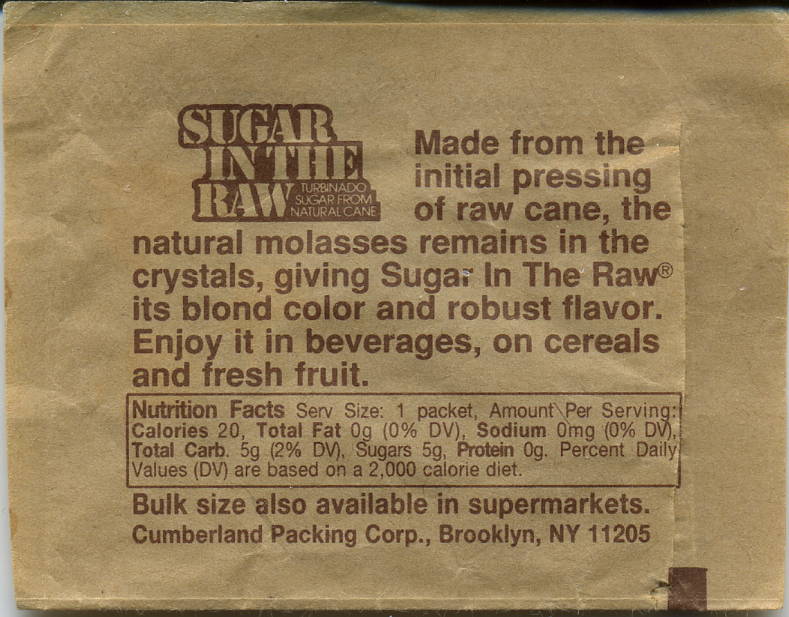 SUGAR
IN THE
RAW
TURBINADO
SUGAR FROM
NATURAL CANE
Made from the
initial pressing
of raw cane, the
natural molasses remains in the
crystals, giving Sugar In The Raw®
its blond color and robust flavor.
Enjoy it in beverages, on cereals
and fresh fruit.
Nutrition Facts Serv Size: 1 packet, Amount Per Serving:
Calories 20, Total Fat 0g (0% DV), Sodium 0mg (0% DV),
Total Carb. 5g (2% DV), Sugars 5g, Protein 0g. Percent Daily
Values (DV) are based on a 2,000 calorie diet.
Bulk size also available in supermarkets.
Cumberland Packing Corp., Brooklyn, NY 11205